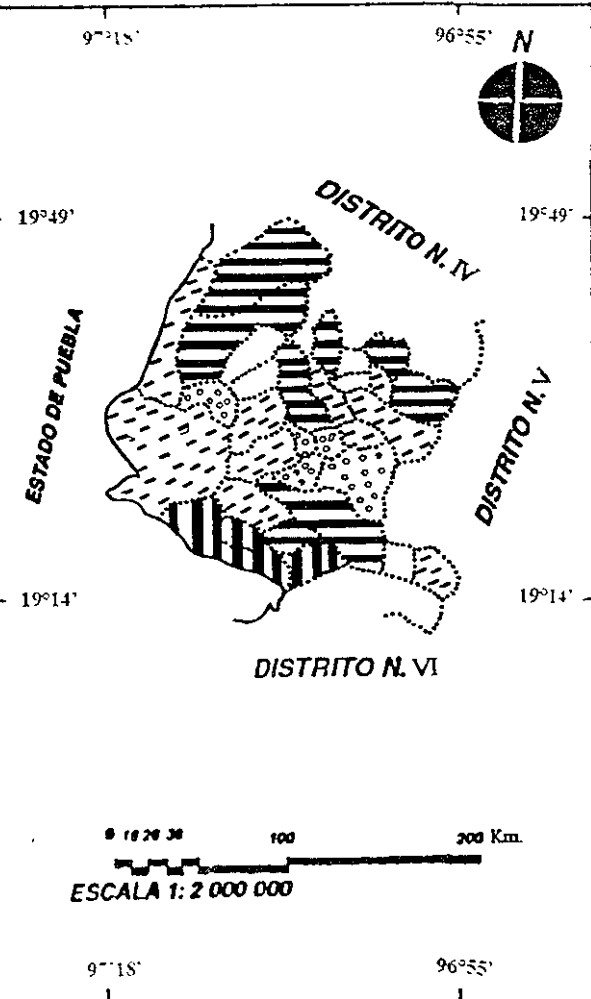 96°55'
N
DISTRITO N. IV
19°49'
19°49'
ESTADO DE PUEBLA
DISTRITO N. V
19°14'
19°14'
DISTRITO N. VI
100
200 Km.
ESCALA 1: 2 000 000
96°55'